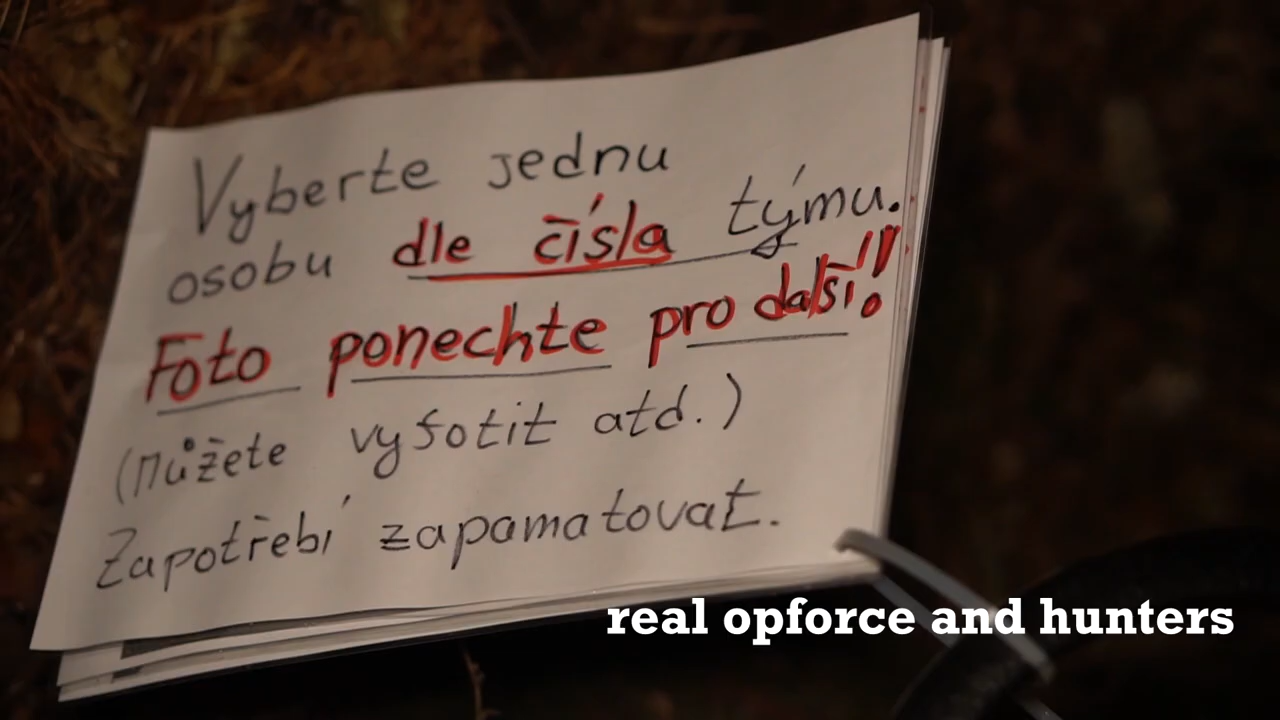 Vyberte jednu
osobu dle čísla týmu.
Foto ponechte pro další!!
(můžete vyfotit atd.)
Zapotřebí zapamatovat.
real opforce and hunters